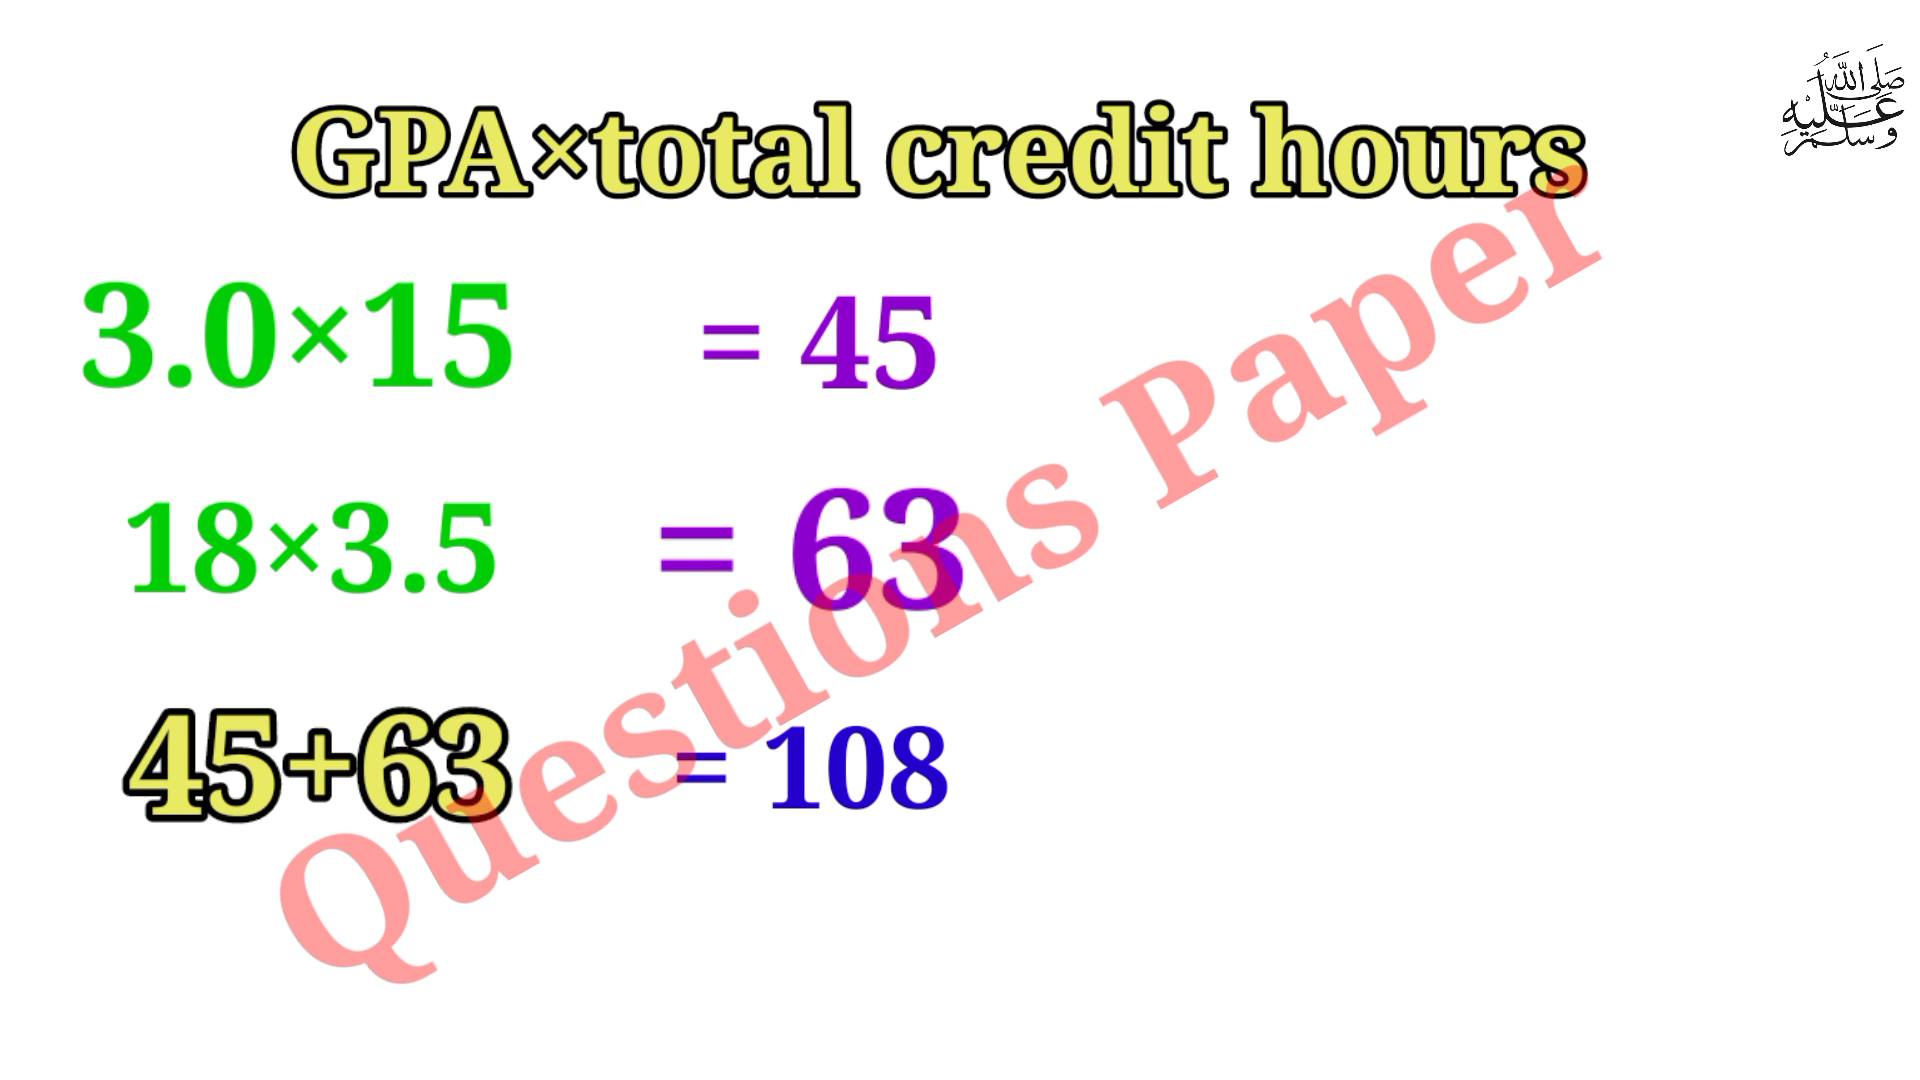 GPA×total credit hours
صلى الله
عليه
وسلم
3.0×15 = 45
18×3.5 = 63
45+63 = 108
Questions Paper